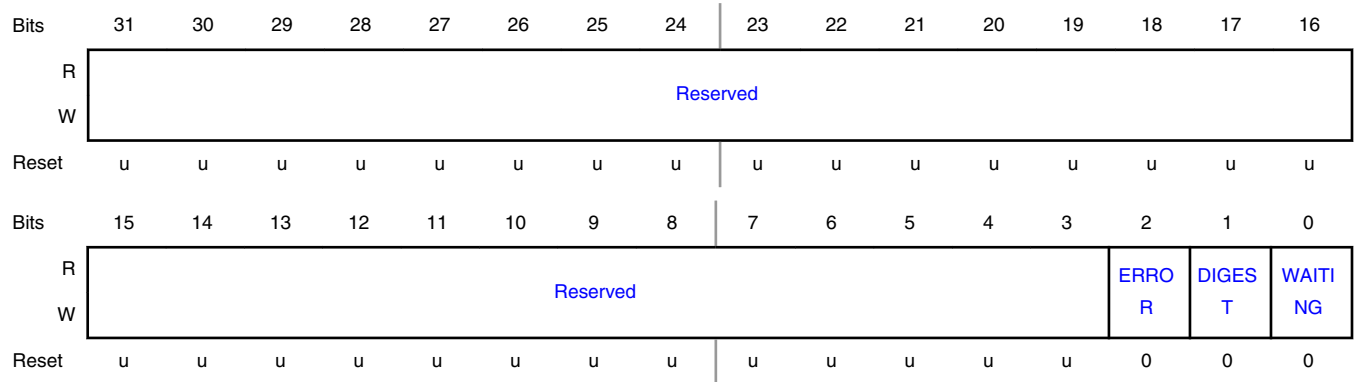 Bits 31 30 29 28 27 26 25 24 23 22 21 20 19 18 17 16
R
Reserved
W
Reset u u u u u u u u u u u u u u u u
Bits 15 14 13 12 11 10 9 8 7 6 5 4 3 2 1 0
R
Reserved
ERRO
R
DIGES
T
WAITI
NG
W
Reset u u u u u u u u u u u u u 0 0 0